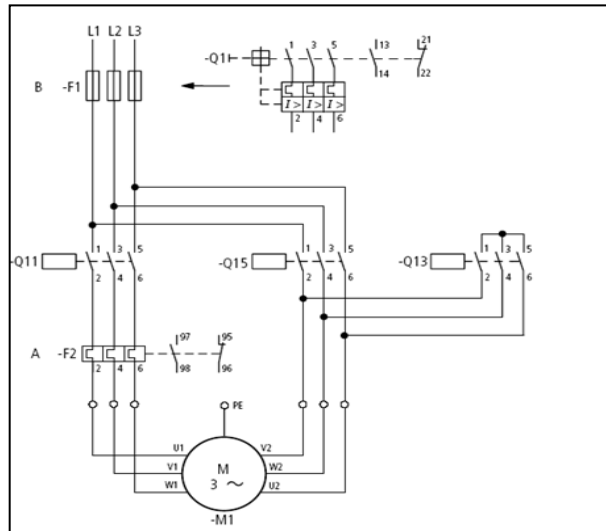 L1 L2 L3
-Q1
1 3 5 13 21
14 22
B -F1
I> I> I>
2 4 6
-Q11 1 3 5
2 4 6
-Q15 1 3 5
2 4 6
-Q13 1 3 5
2 4 6
A -F2
97 95
2 4 6 98 96
PE
U1 V2
V1 M W2
W1 3 ~ U2
-M1